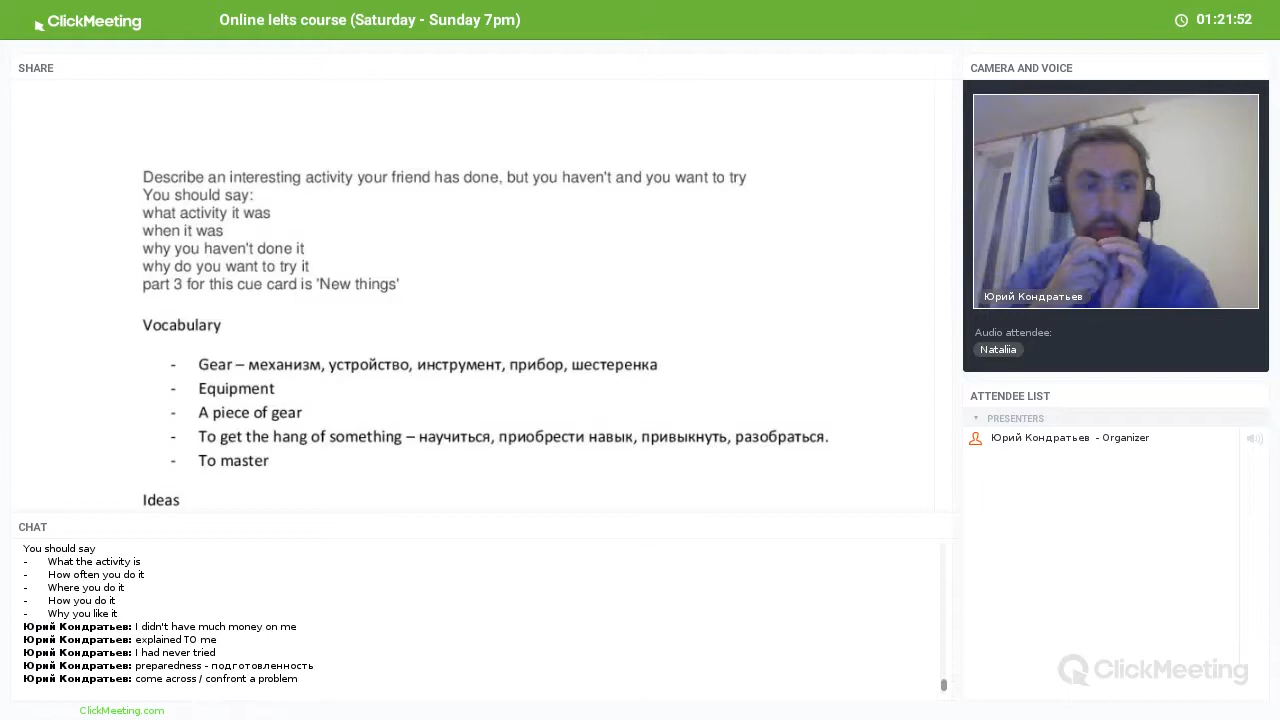 ClickMeeting
Online Ielts course (Saturday - Sunday 7pm)
01:21:52
SHARE
Describe an interesting activity your friend has done, but you haven't and you want to try
You should say:
what activity it was
when it was
why you haven't done it
why do you want to try it
part 3 for this cue card is 'New things'
Vocabulary
- Gear – механизм, устройство, инструмент, прибор, шестеренка
- Equipment
- A piece of gear
- To get the hang of something – научиться, приобрести навык, привыкнуть, разобраться.
- To master
Ideas
CHAT
You should say
- What the activity is
- How often you do it
- Where you do it
- How you do it
- Why you like it
Юрий Кондратьев: I didn't have much money on me
Юрий Кондратьев: explained TO me
Юрий Кондратьев: I had never tried
Юрий Кондратьев: preparedness - подготовленность
Юрий Кондратьев: come across / confront a problem
ClickMeeting.com
CAMERA AND VOICE
Юрий Кондратьев
Audio attendee:
Nataliia
ATTENDEE LIST
PRESENTERS
Юрий Кондратьев - Organizer
ClickMeeting